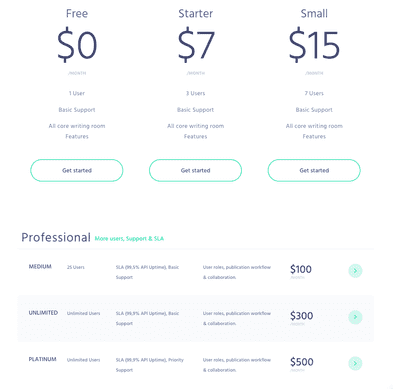 Free
$0
/MONTH
1 User
Basic Support
All core writing room
Features
Get started
Starter
$7
/MONTH
3 Users
Basic Support
All core writing room
Features
Get started
Small
$15
/MONTH
7 Users
Basic Support
All core writing room
Features
Get started
Professional More users, Support & SLA
MEDIUM
25 Users
SLA (99,5% API Uptime), Basic
Support
User roles, publication workflow
& collaboration.
$100
/MONTH
UNLIMITED
Unlimited Users
SLA (99,9% API Uptime), Basic
Support
User roles, publication workflow
& collaboration.
$300
/MONTH
PLATINUM
Unlimited Users
SLA (99,9% API Uptime), Priority
Support
User roles, publication workflow
& collaboration.
$500
/MONTH